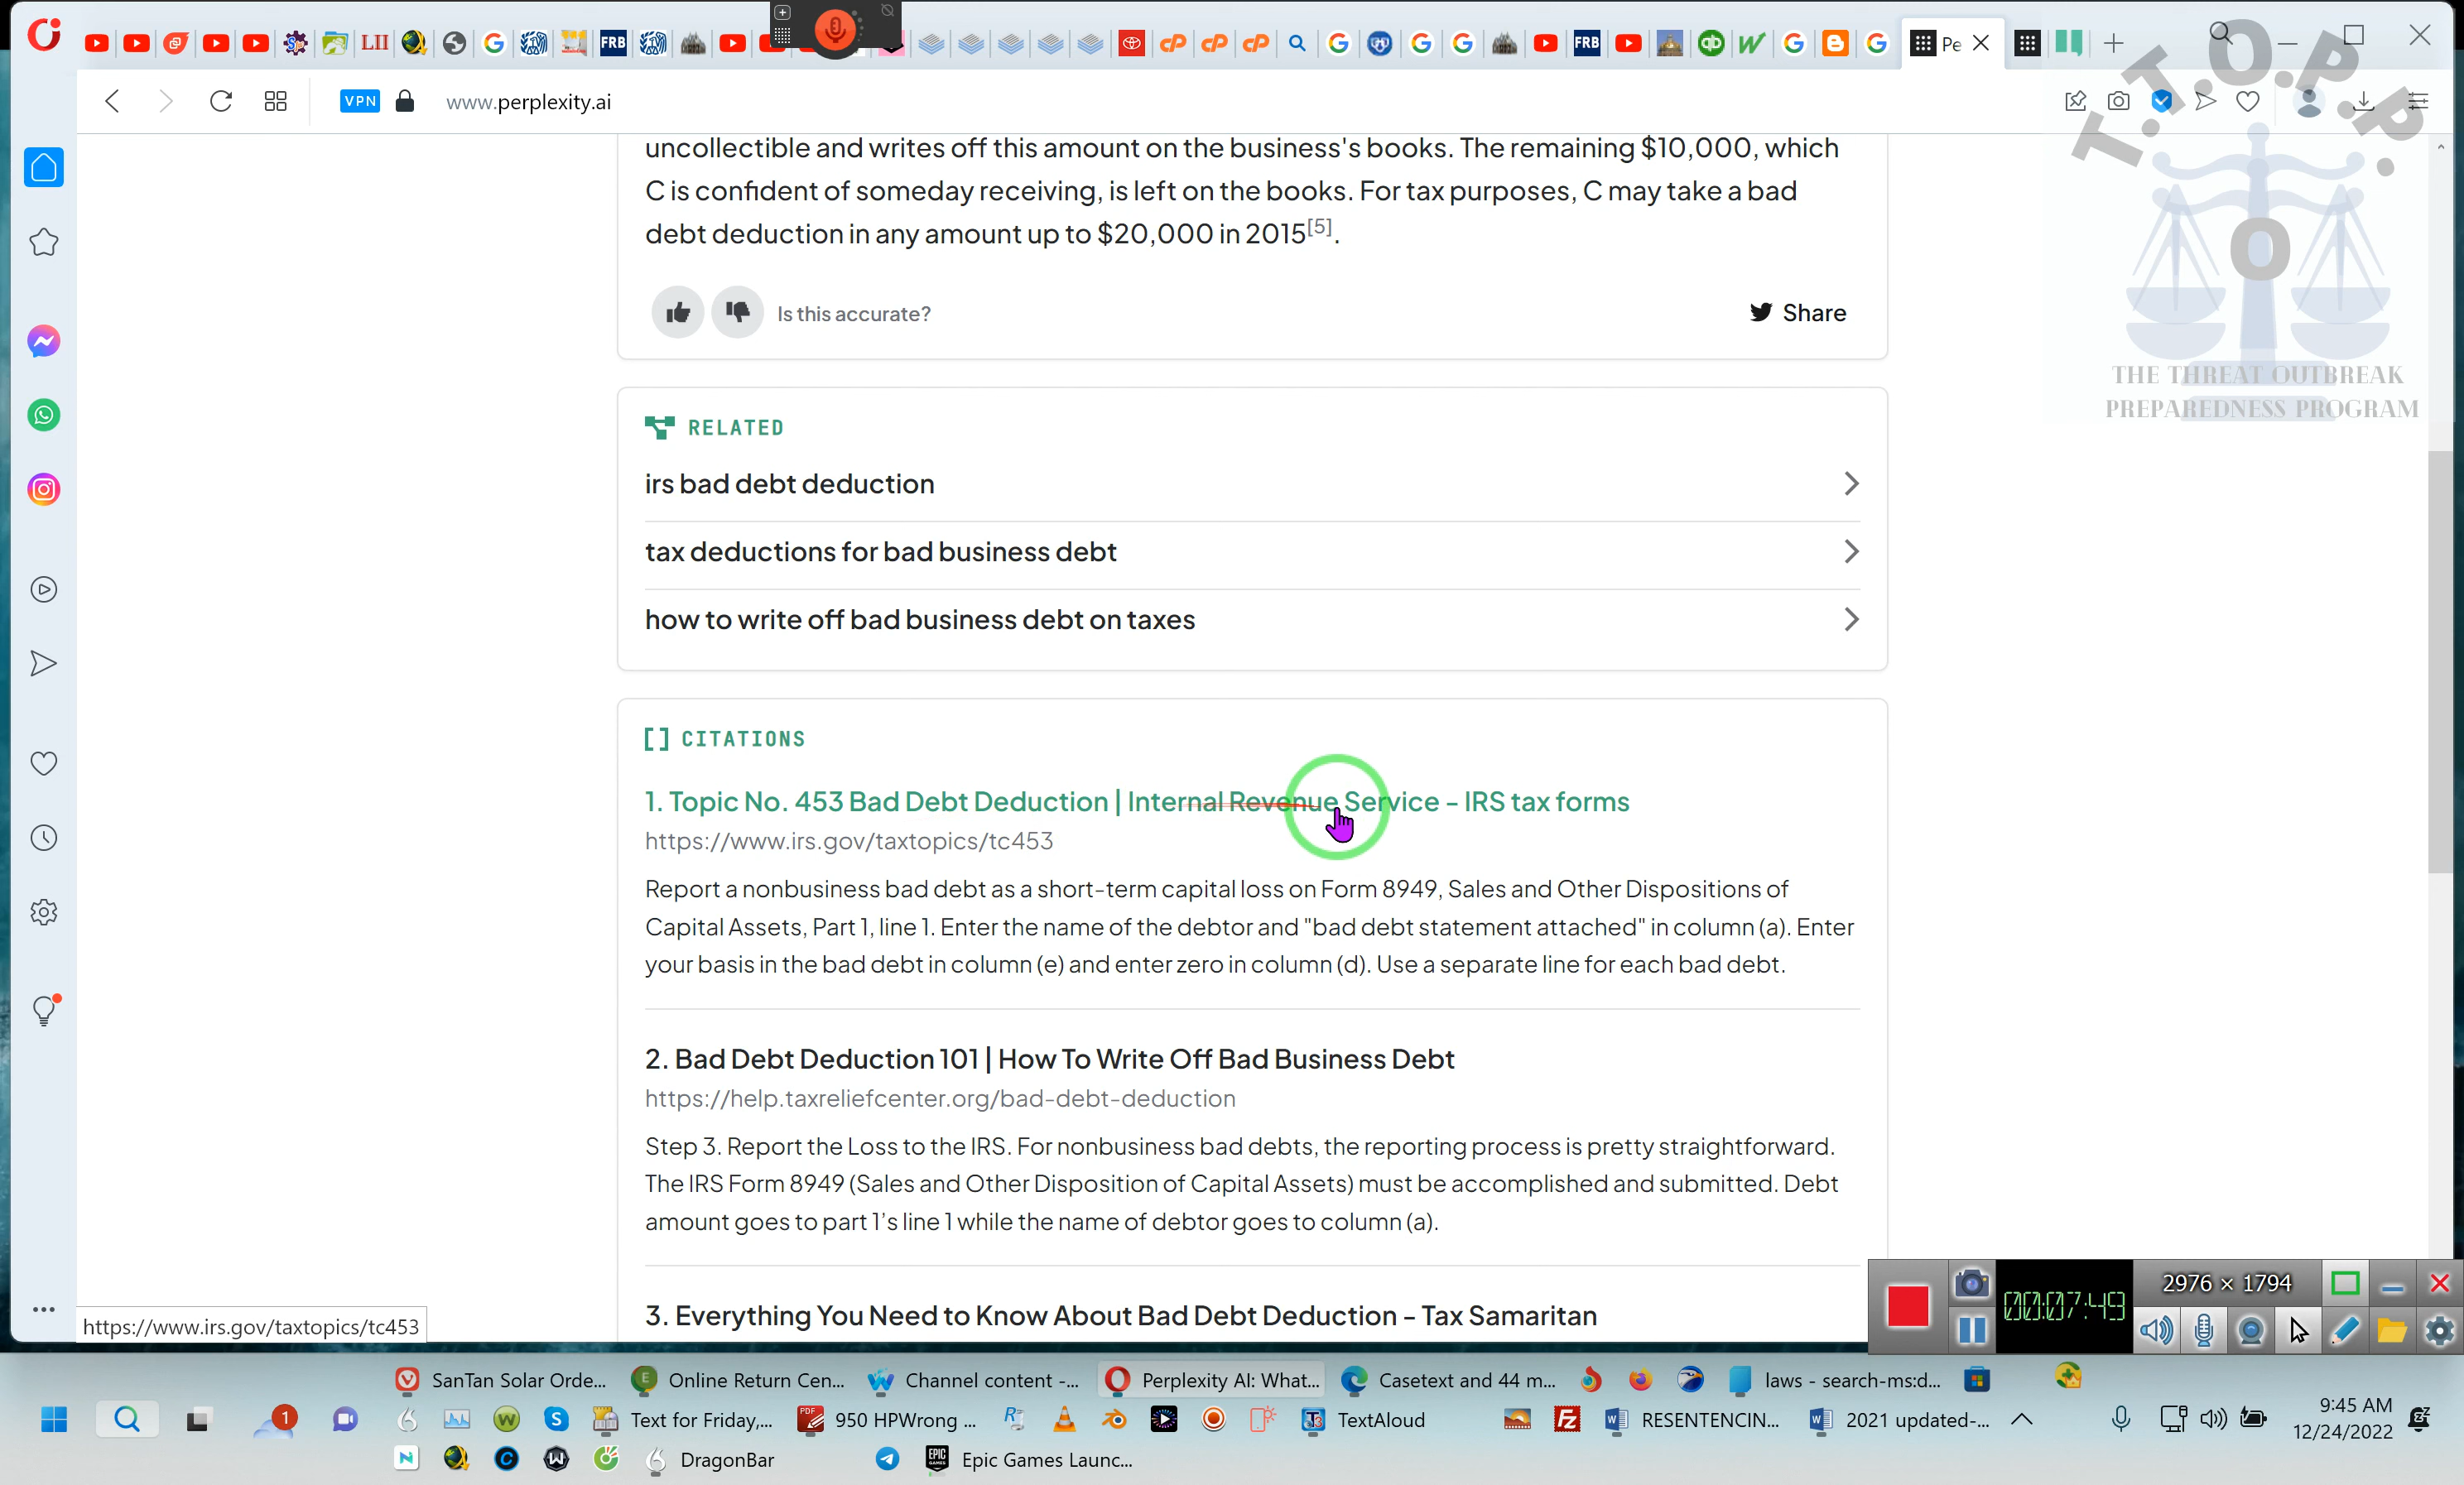 Pe
VPN
www.perplexity.ai
T.T.O.P.P.
O
THE THREAT OUTBREAK
PREPAREDNESS PROGRAM
uncollectible and writes off this amount on the business's books. The remaining $10,000, which
C is confident of someday receiving, is left on the books. For tax purposes, C may take a bad
debt deduction in any amount up to $20,000 in 2015[5].
Is this accurate?
Share
RELATED
irs bad debt deduction
tax deductions for bad business debt
how to write off bad business debt on taxes
[] CITATIONS
1. Topic No. 453 Bad Debt Deduction | Internal Revenue Service - IRS tax forms
https://www.irs.gov/taxtopics/tc453
Report a nonbusiness bad debt as a short-term capital loss on Form 8949, Sales and Other Dispositions of
Capital Assets, Part 1, line 1. Enter the name of the debtor and "bad debt statement attached" in column (a). Enter
your basis in the bad debt in column (e) and enter zero in column (d). Use a separate line for each bad debt.
2. Bad Debt Deduction 101 | How To Write Off Bad Business Debt
https://help.taxreliefcenter.org/bad-debt-deduction
Step 3. Report the Loss to the IRS. For nonbusiness bad debts, the reporting process is pretty straightforward.
The IRS Form 8949 (Sales and Other Disposition of Capital Assets) must be accomplished and submitted. Debt
amount goes to part 1's line 1 while the name of debtor goes to column (a).
3. Everything You Need to Know About Bad Debt Deduction - Tax Samaritan
https://www.irs.gov/taxtopics/tc453
2976 × 1794
00:07:49
SanTan Solar Orde...
Online Return Cen...
Channel content -...
Perplexity AI: What...
Casetext and 44 m...
laws - search-ms:d...
1
Text for Friday,...
950 HPWrong ...
TextAloud
RESENTENCIN...
2021 updated-...
9:45 AM
12/24/2022
DragonBar
Epic Games Launc...